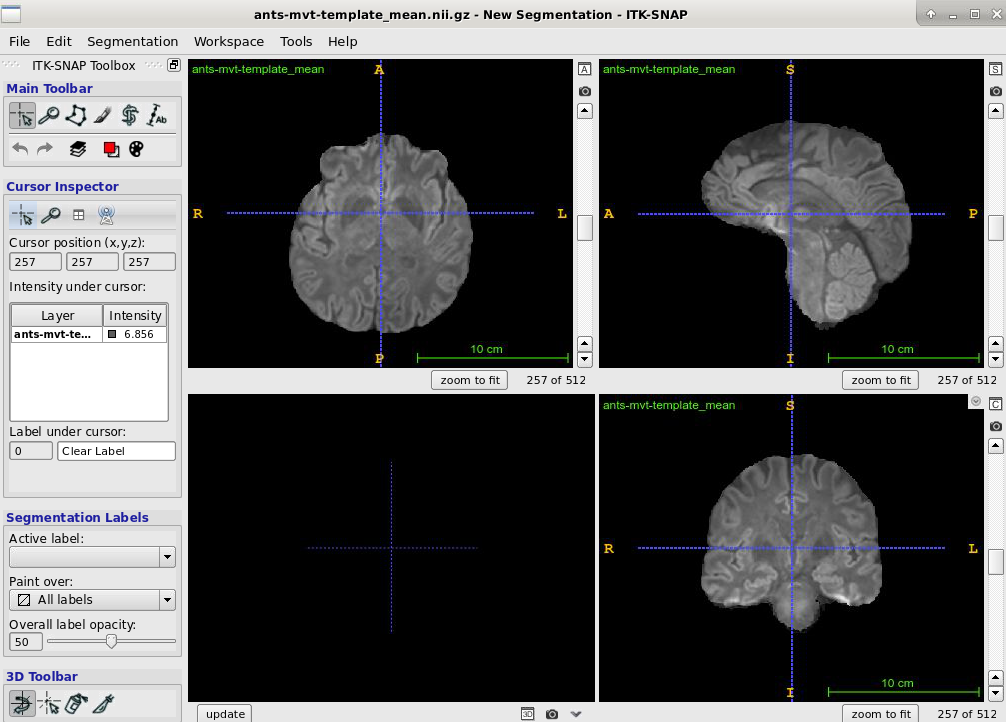 ants-mvt-template_mean.nii.gz - New Segmentation - ITK-SNAP
File Edit Segmentation Workspace Tools Help
ITK-SNAP Toolbox
Main Toolbar
Ab
Cursor Inspector
Cursor position (x,y,z):
257 257 257
Intensity under cursor:
Layer Intensity
ants-mvt-te... 6.856
Label under cursor:
0 Clear Label
Segmentation Labels
Active label:
Paint over:
All labels
Overall label opacity:
50
3D Toolbar
ants-mvt-template_mean
A
A
R L
P
10 cm
zoom to fit 257 of 512
ants-mvt-template_mean
S
S
A P
I
10 cm
zoom to fit 257 of 512
update
3D
ants-mvt-template_mean
S
C
R L
I
10 cm
zoom to fit 257 of 512